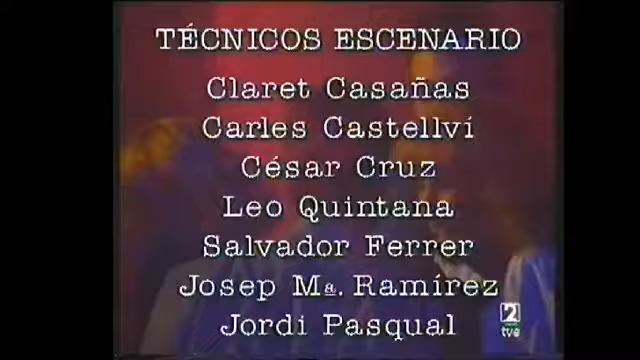 TÉCNICOS ESCENARIO
Claret Casañas
Carles Castellví
César Cruz
Leo Quintana
Salvador Ferrer
Josep Mª. Ramírez
Jordi Pasqual
2
tve